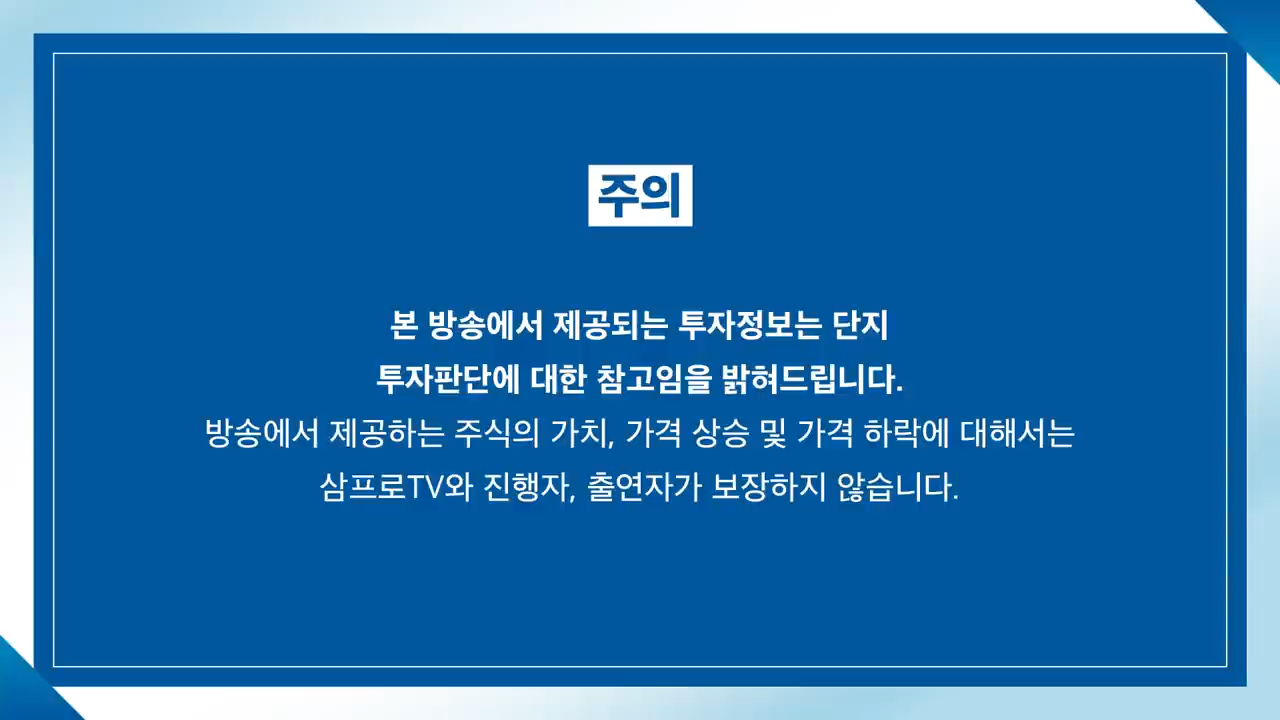 주의
본 방송에서 제공되는 투자정보는 단지
투자판단에 대한 참고임을 밝혀드립니다.
방송에서 제공하는 주식의 가치, 가격 상승 및 가격 하락에 대해서는
삼프로TV와 진행자, 출연자가 보장하지 않습니다.